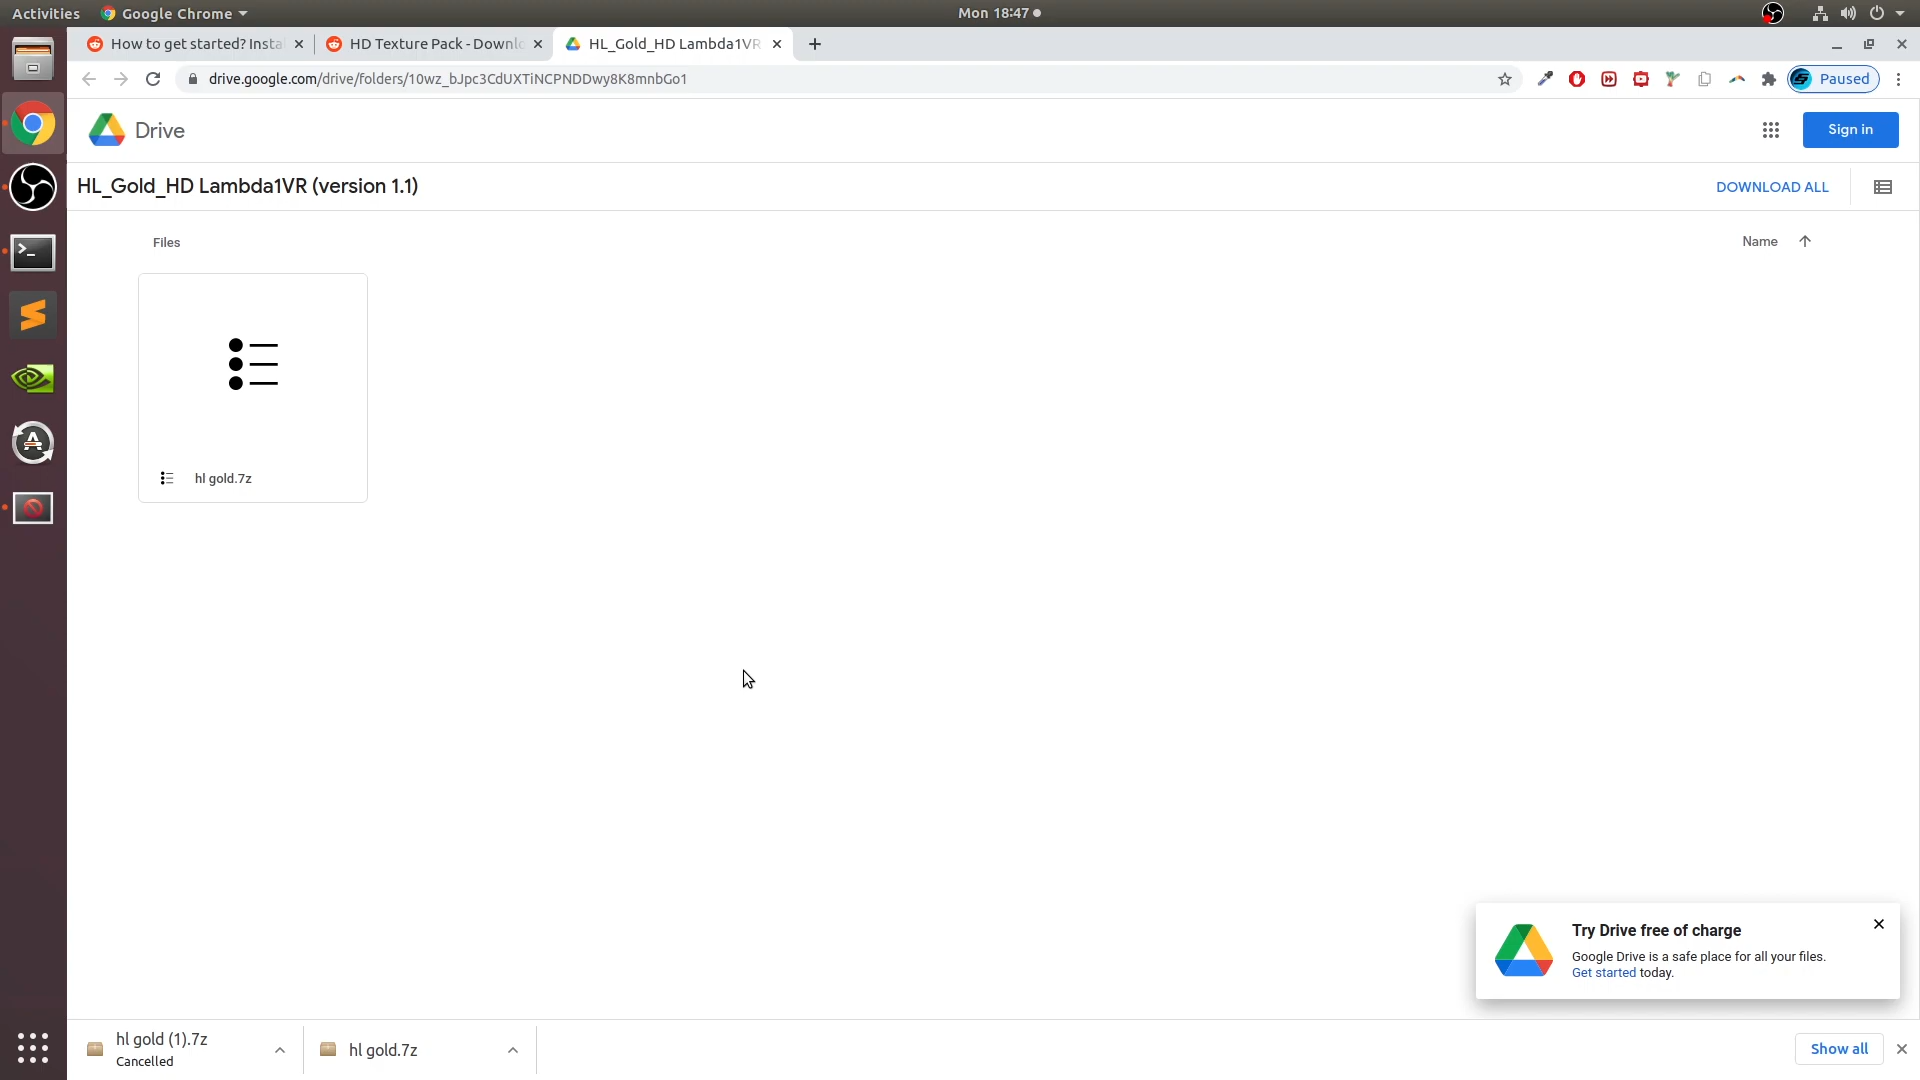 Activities
Google Chrome
Mon 18:47
How to get started? Insta
HD Texture Pack - Downlo
HL_Gold_HD Lambda1VR
drive.google.com/drive/folders/10wz_bJpc3CdUXTiNCPNDDwy8K8mnbGo1
Paused
Drive
Sign in
HL_Gold_HD Lambda1VR (version 1.1)
DOWNLOAD ALL
Files
Name
hl gold.7z
Try Drive free of charge
Google Drive is a safe place for all your files.
Get started today.
hl gold (1).7z
Cancelled
hl gold.7z
Show all